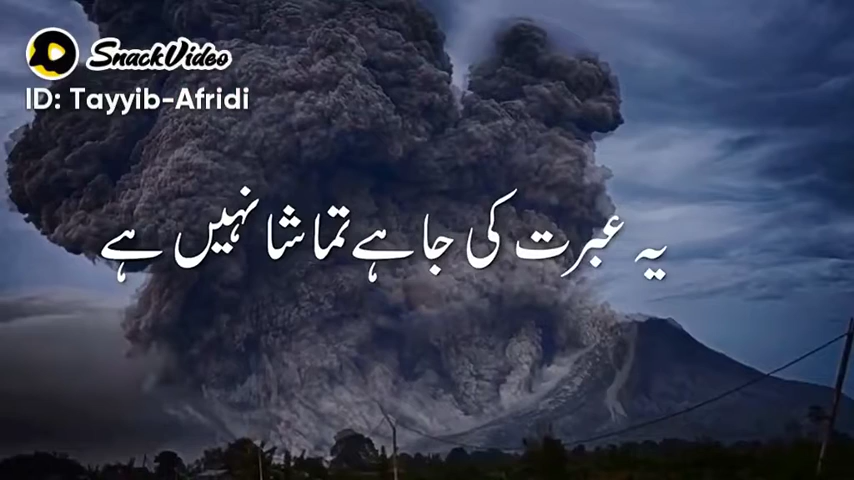 SnackVideo
ID: Tayyib-Afridi
یہ عبرت کی جا ہے تماشا نہیں ہے